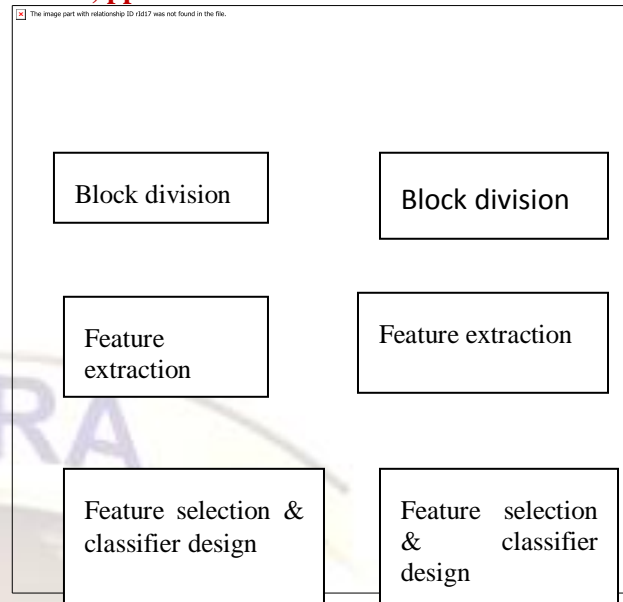 The image part with relationship ID rId17 was not found in the file.
Block division
Block division
Feature
extraction
Feature extraction
RA
Feature selection &
classifier design
Feature selection
& classifier
design